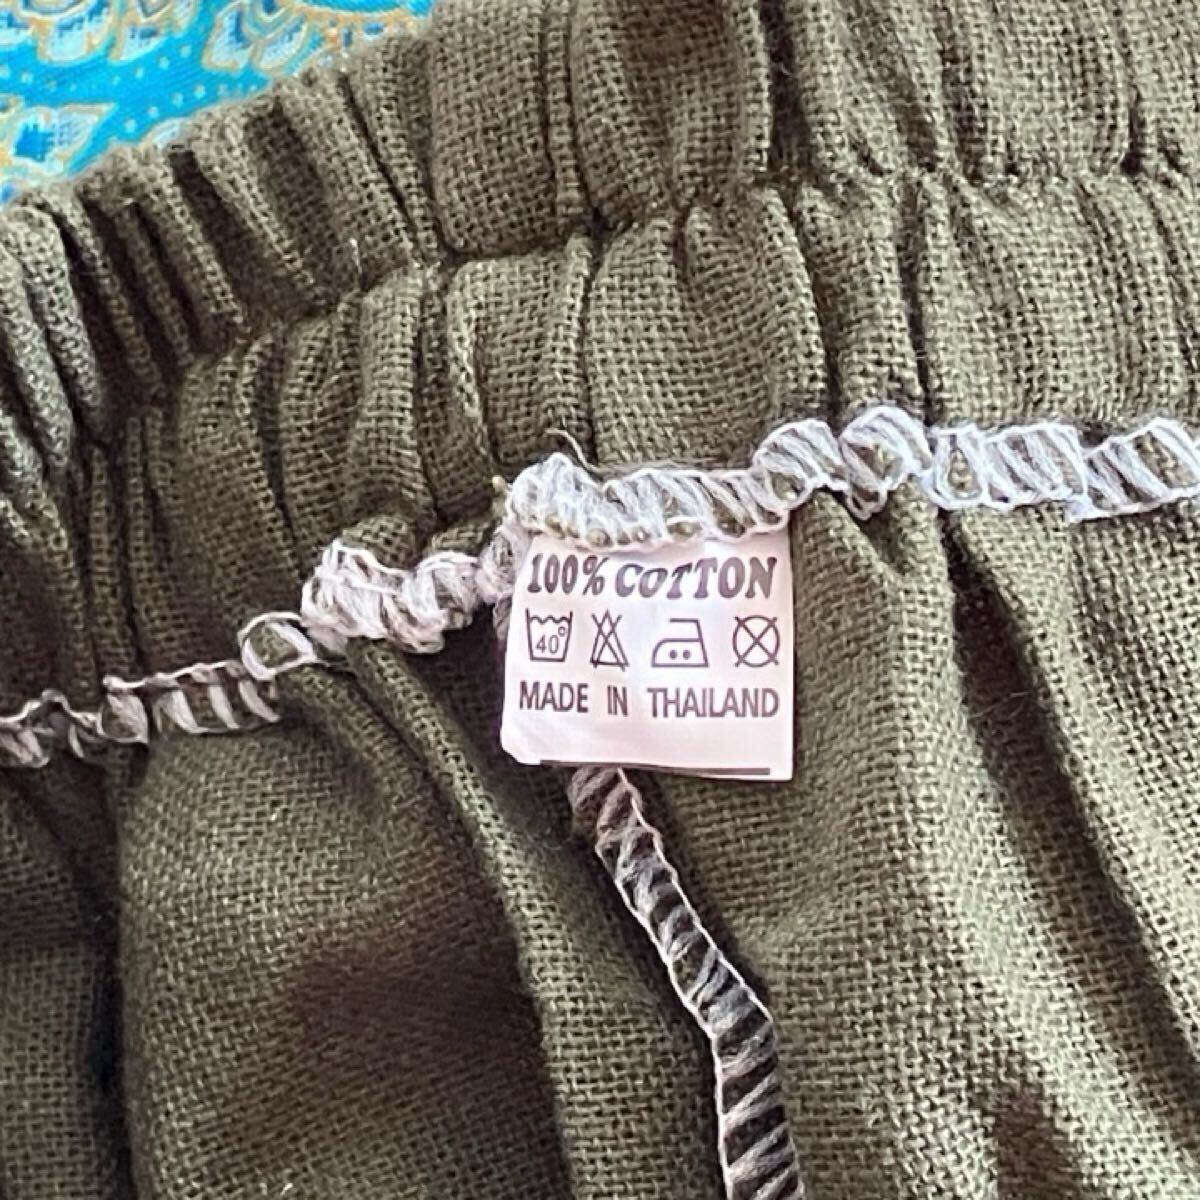 100% COTTON
40°
MADE IN THAILAND